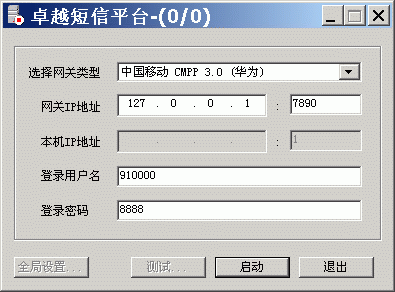 卓越短信平台-(0/0)
选择网关类型 中国移动 CMPP 3.0 (华为)
网关IP地址 127 . 0 . 0 . 1 : 7890
本机IP地址 . . . : 1
登录用户名 910000
登录密码 8888
全局设置... 测试... 启动 退出